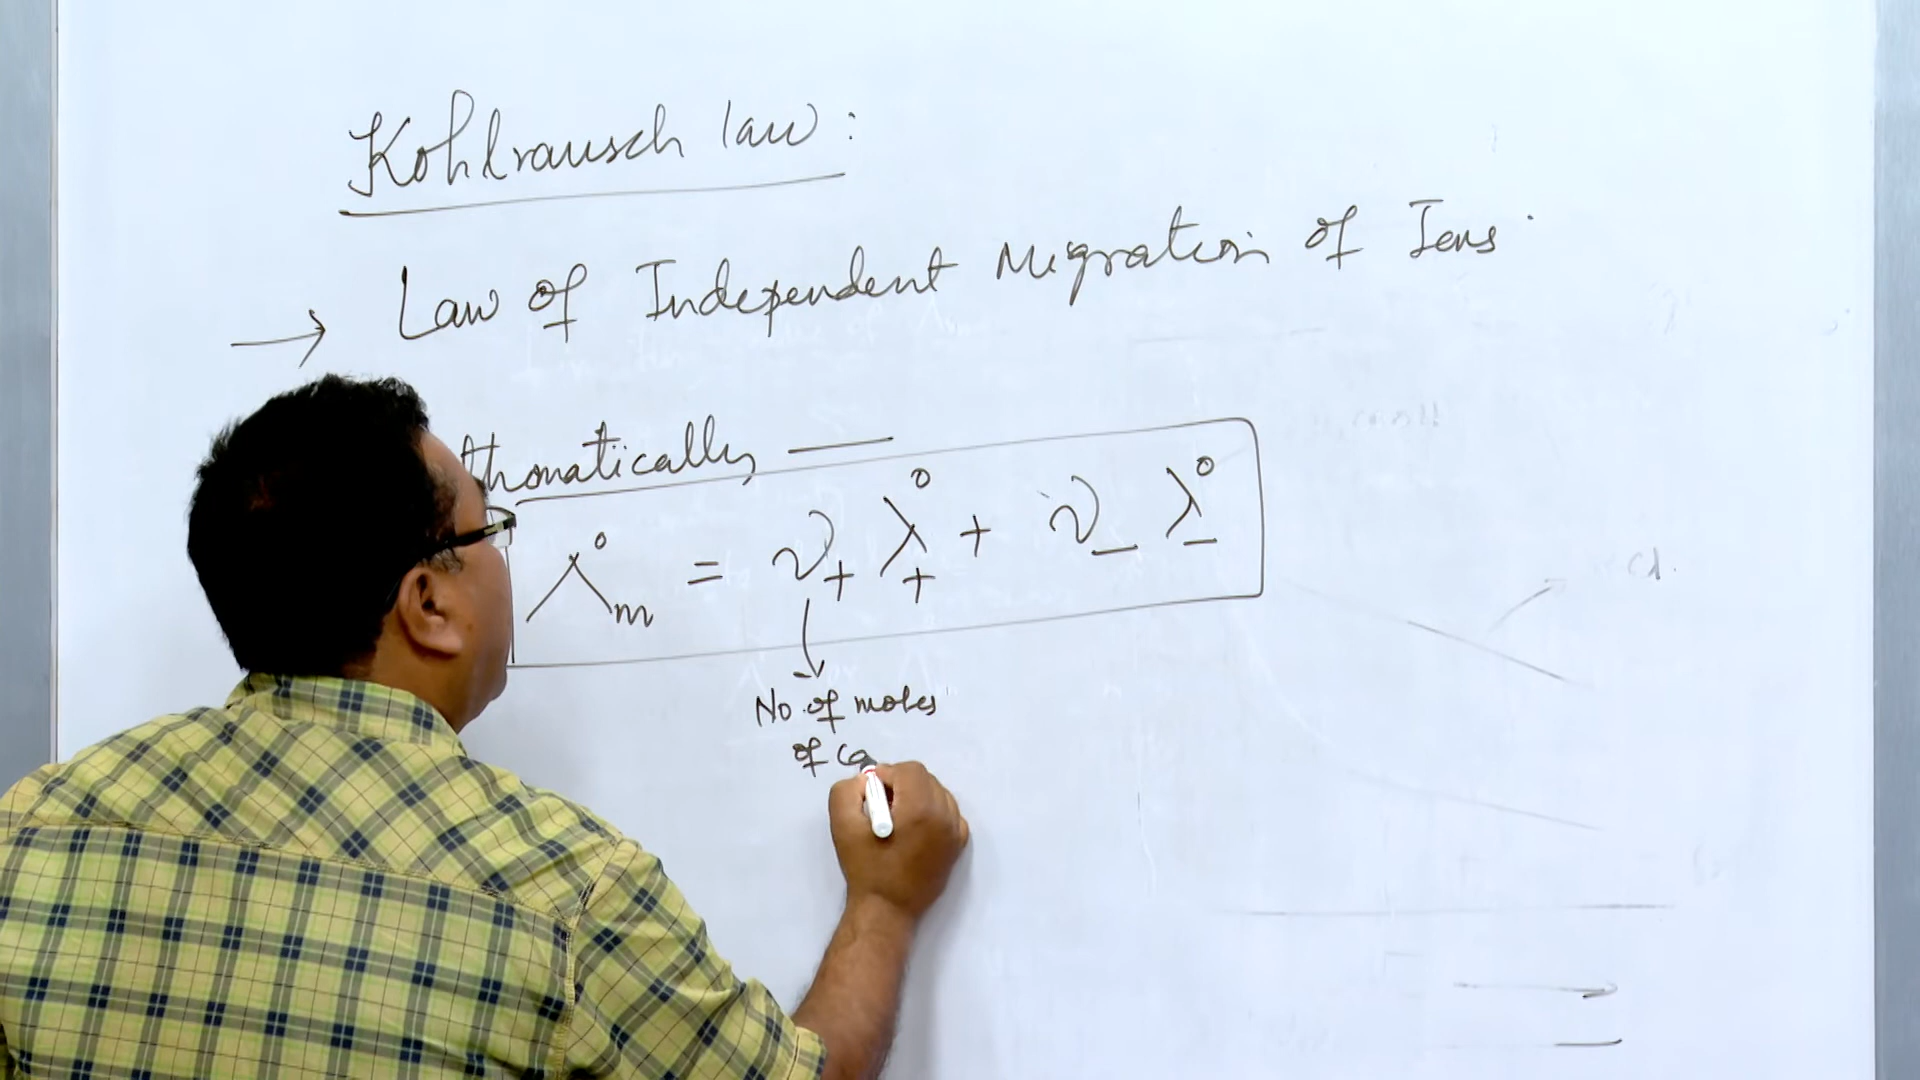 Kohlrausch law:
→ Law of Independent Migration of Ions.
thematically —
λ°m = ν₊ λ°₊ + ν₋ λ°₋
No. of moles
of Ca